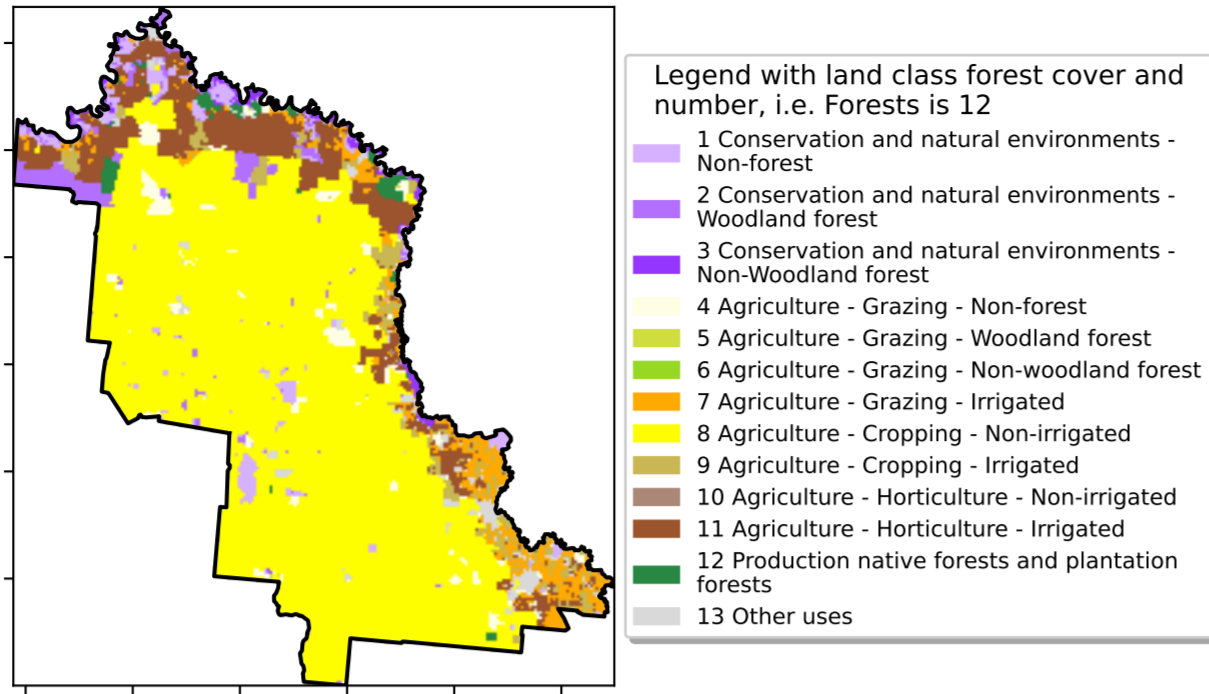 Legend with land class forest cover and
number, i.e. Forests is 12
1 Conservation and natural environments -
Non-forest
2 Conservation and natural environments -
Woodland forest
3 Conservation and natural environments -
Non-Woodland forest
4 Agriculture - Grazing - Non-forest
5 Agriculture - Grazing - Woodland forest
6 Agriculture - Grazing - Non-woodland forest
7 Agriculture - Grazing - Irrigated
8 Agriculture - Cropping - Non-irrigated
9 Agriculture - Cropping - Irrigated
10 Agriculture - Horticulture - Non-irrigated
11 Agriculture - Horticulture - Irrigated
12 Production native forests and plantation
forests
13 Other uses